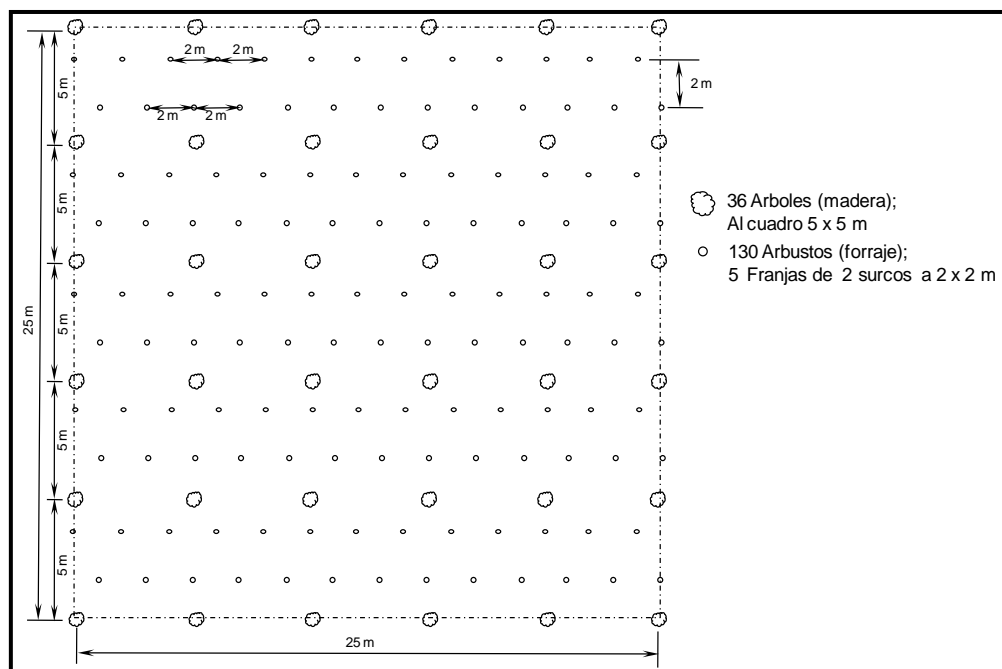 2 m 2 m
2 m
2 m 2 m
5 m
5 m
5 m
5 m
5 m
25 m
25 m
36 Arboles (madera);
Al cuadro 5 x 5 m
130 Arbustos (forraje);
5 Franjas de 2 surcos a 2 x 2 m